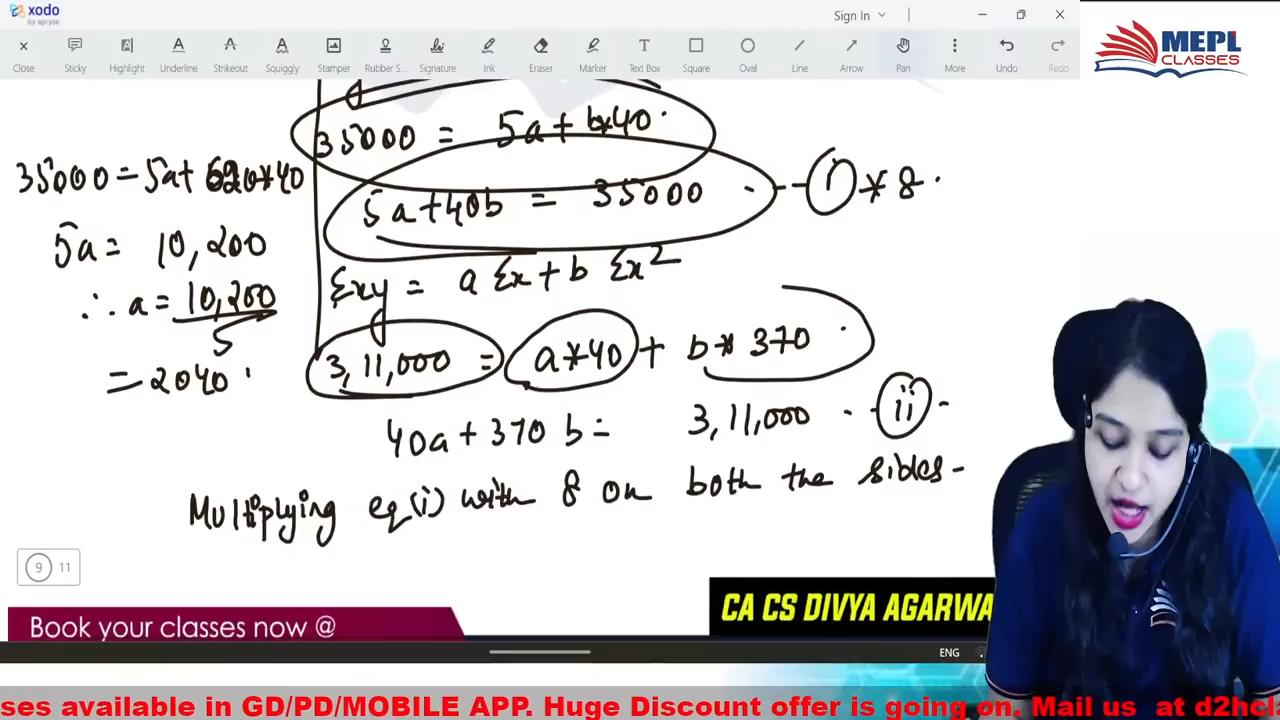 xodo
by apryse
Sign In
Close Sticky Highlight Underline Strikeout Squiggly Stamper Rubber S... Signature Ink Eraser Marker Text Box Square Oval Line Arrow Pan More Undo Redo
MEPL
CLASSES
35000 = 5a + b*40
35000 = 5a + 620*40
5a + 40b = 35000 - (i) * 8
5a = 10,200
∴ a = 10,200
5
= 2040
Σxy = a Σx + b Σx²
3,11,000 = a*40 + b* 370
40a + 370 b = 3,11,000 - (ii) -
Multiplying eq(i) with 8 on both the sides -
9 11
CA CS DIVYA AGARWA
Book your classes now @
ENG
ses available in GD/PD/MOBILE APP. Huge Discount offer is going on. Mail us at d2hcl